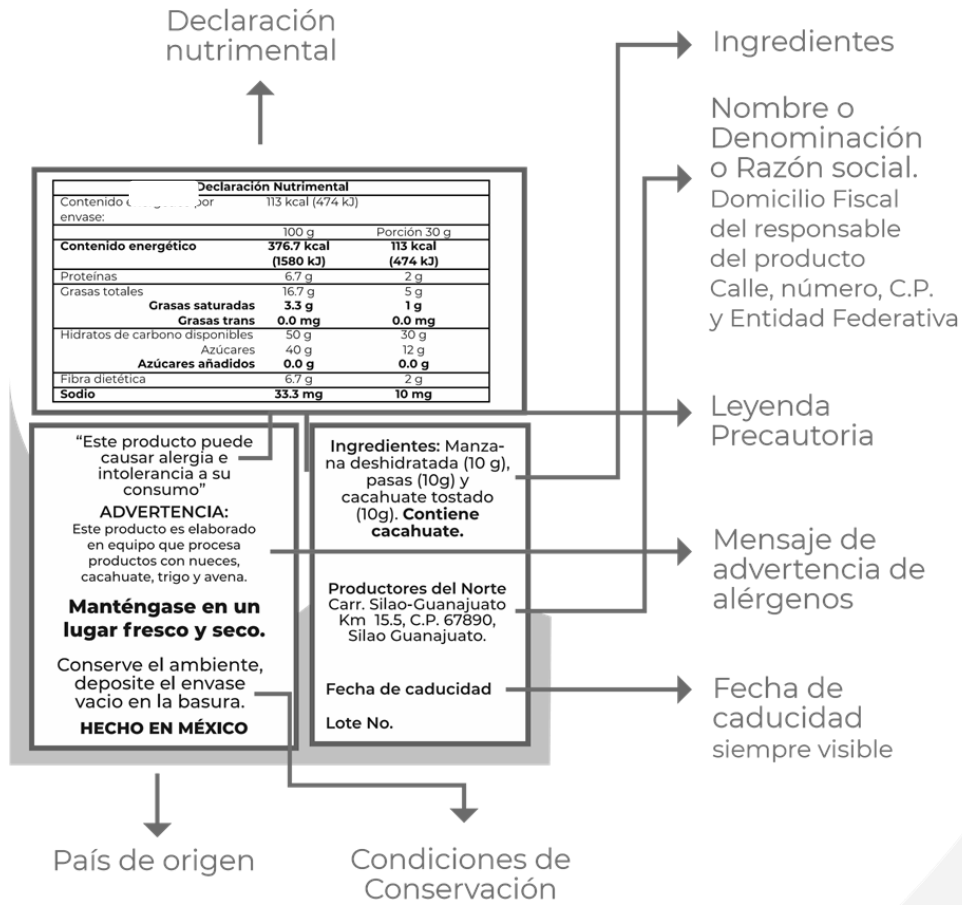 Declaración
nutrimental
Ingredientes
Nombre o
Denominación
o Razón social.
Domicilio Fiscal
del responsable
del producto
Calle, número, C.P.
y Entidad Federativa
Declaración Nutrimental
Contenido por 113 kcal (474 kJ)
envase:
100 g Porción 30 g
Contenido energético 376.7 kcal 113 kcal
(1580 kJ) (474 kJ)
Proteínas 6.7 g 2 g
Grasas totales 16.7 g 5 g
Grasas saturadas 3.3 g 1 g
Grasas trans 0.0 mg 0.0 mg
Hidratos de carbono disponibles 50 g 30 g
Azúcares 40 g 12 g
Azúcares añadidos 0.0 g 0.0 g
Fibra dietética 6.7 g 2 g
Sodio 33.3 mg 10 mg
Leyenda
Precautoria
“Este producto puede
causar alergia e
intolerancia a su
consumo”
ADVERTENCIA:
Este producto es elaborado
en equipo que procesa
productos con nueces,
cacahuate, trigo y avena.
Manténgase en un
lugar fresco y seco.
Conserve el ambiente,
deposite el envase
vacio en la basura.
HECHO EN MÉXICO
Ingredientes: Manza-
na deshidratada (10 g),
pasas (10g) y
cacahuate tostado
(10g). Contiene
cacahuate.
Productores del Norte
Carr. Silao-Guanajuato
Km 15.5, C.P. 67890,
Silao Guanajuato.
Fecha de caducidad
Lote No.
Mensaje de
advertencia de
alérgenos
Fecha de
caducidad
siempre visible
País de origen
Condiciones de
Conservación